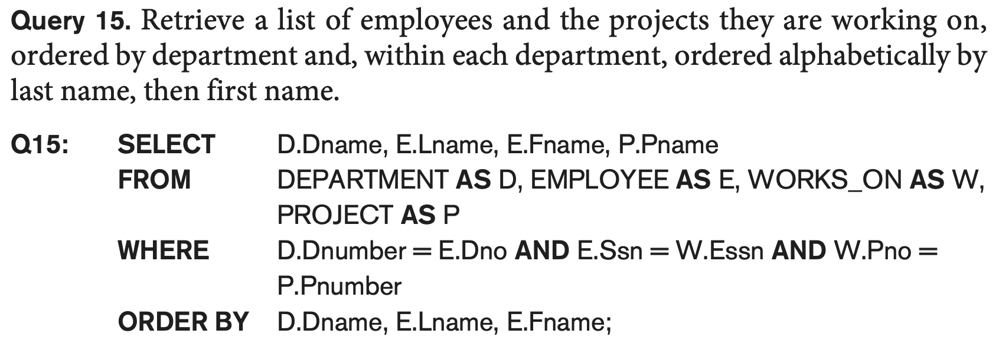 Query 15. Retrieve a list of employees and the projects they are working on,
ordered by department and, within each department, ordered alphabetically by
last name, then first name.
Q15: SELECT D.Dname, E.Lname, E.Fname, P.Pname
FROM DEPARTMENT AS D, EMPLOYEE AS E, WORKS_ON AS W,
PROJECT AS P
WHERE D.Dnumber = E.Dno AND E.Ssn = W.Essn AND W.Pno =
P.Pnumber
ORDER BY D.Dname, E.Lname, E.Fname;